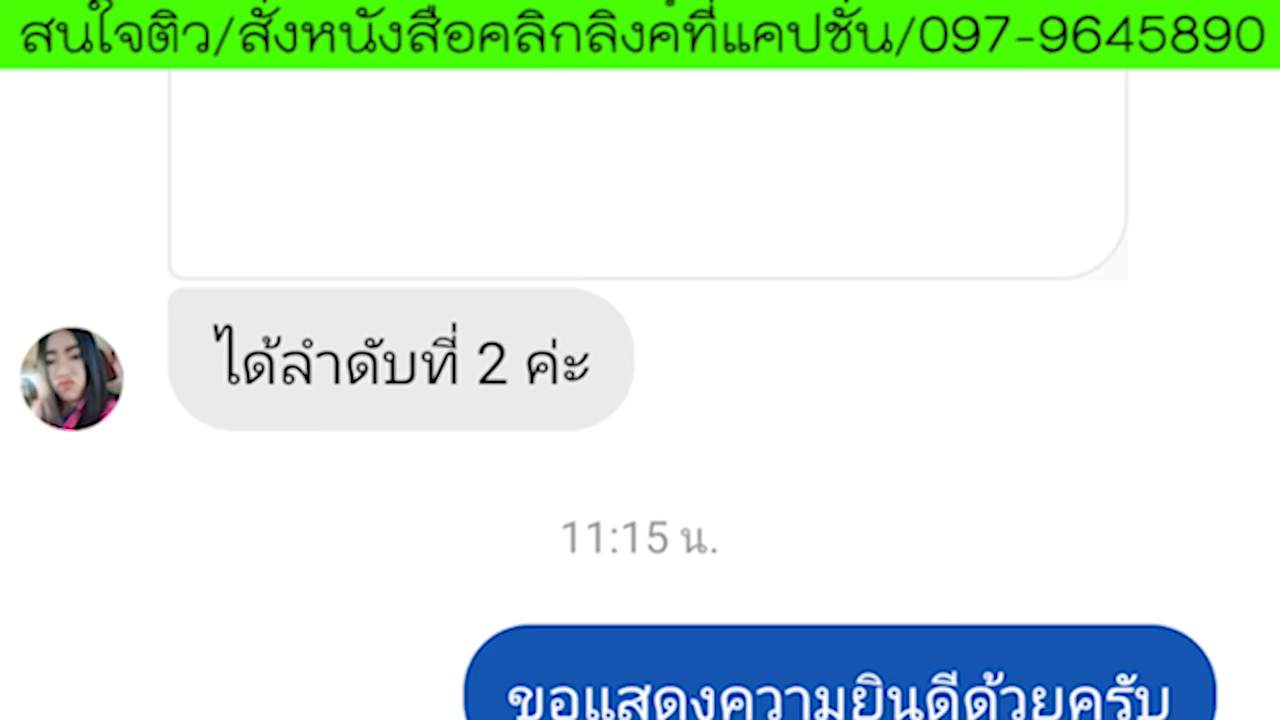 สนใจติว/สั่งหนังสือคลิกลิงค์ที่แคปชั่น/097-9645890
ได้ลำดับที่ 2 ค่ะ
11:15 น.
ขอแสดงความยินดีด้วยครับ